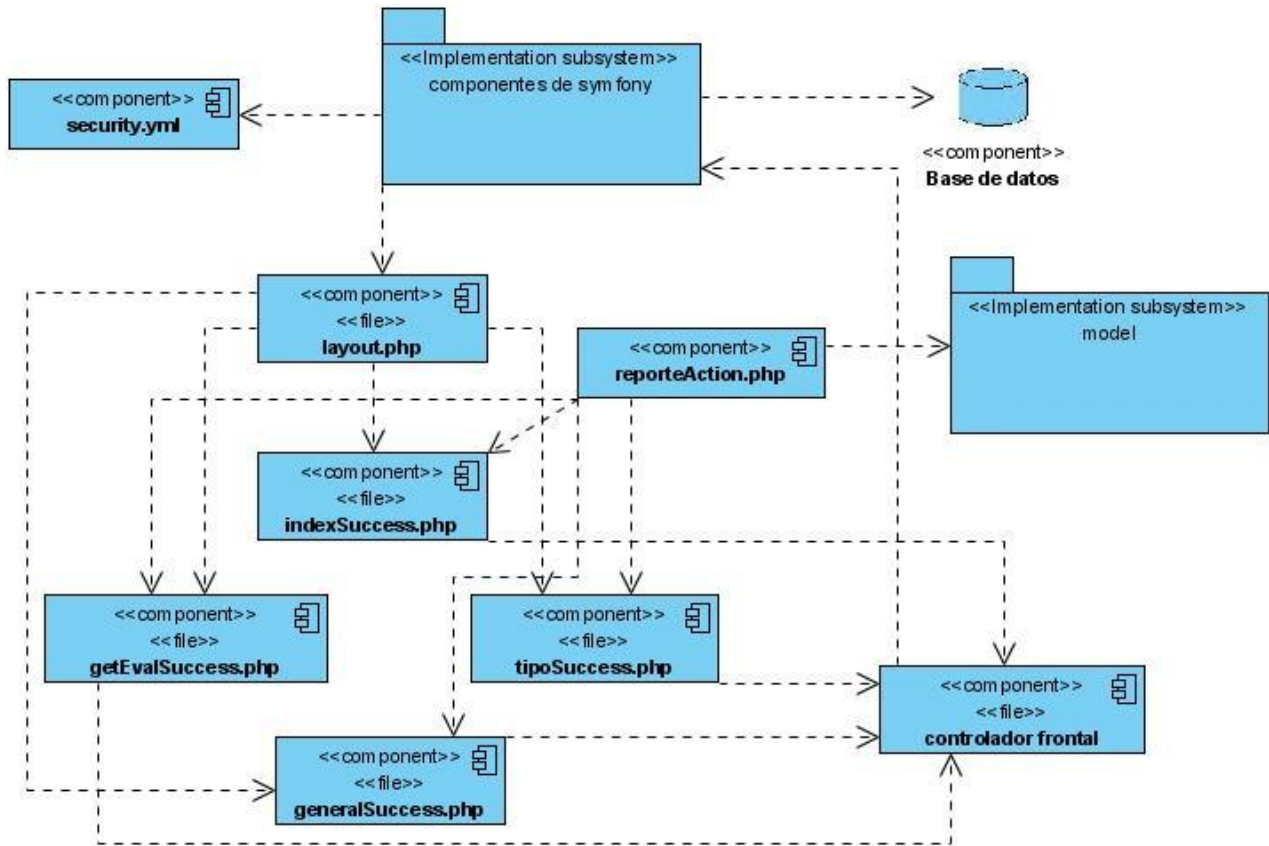 <<Implementation subsystem>>
componentes de symfony
<<component>>
security.yml
<<component>>
Base de datos
<<component>>
<<file>>
layout.php
<<component>>
reporteAction.php
<<Implementation subsystem>>
model
<<component>>
<<file>>
indexSuccess.php
<<component>>
<<file>>
getEvalSuccess.php
<<component>>
<<file>>
tipoSuccess.php
<<component>>
<<file>>
controlador frontal
<<component>>
<<file>>
generalSuccess.php